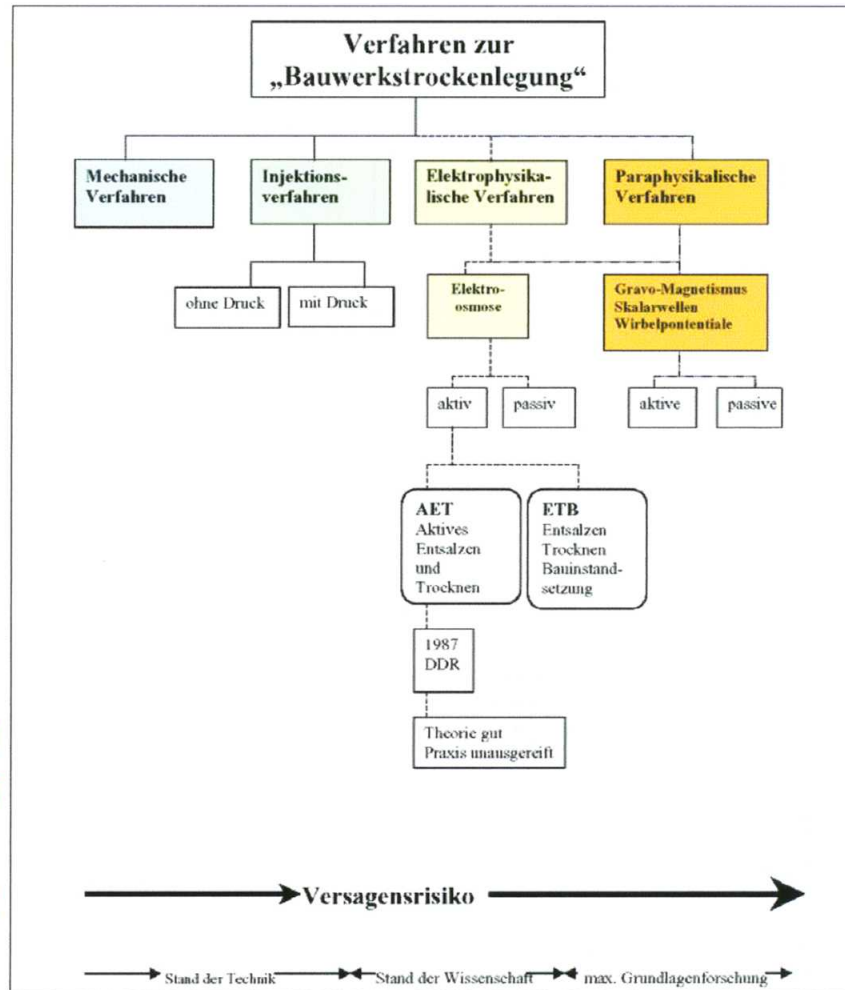 Verfahren zur
„Bauwerkstrockenlegung“
Mechanische
Verfahren
Injektions-
verfahren
Elektrophysika-
lische Verfahren
Paraphysikalische
Verfahren
ohne Druck
mit Druck
Elektro-
osmose
Gravo-Magnetismus
Skalarwellen
Wirbelpontentiale
aktiv
passiv
aktive
passive
AET
Aktives
Entsalzen
und
Trocknen
ETB
Entsalzen
Trocknen
Bauinstand-
setzung
1987
DDR
Theorie gut
Praxis unausgereift
Versagensrisiko
Stand der Technik
Stand der Wissenschaft
max. Grundlagenforschung